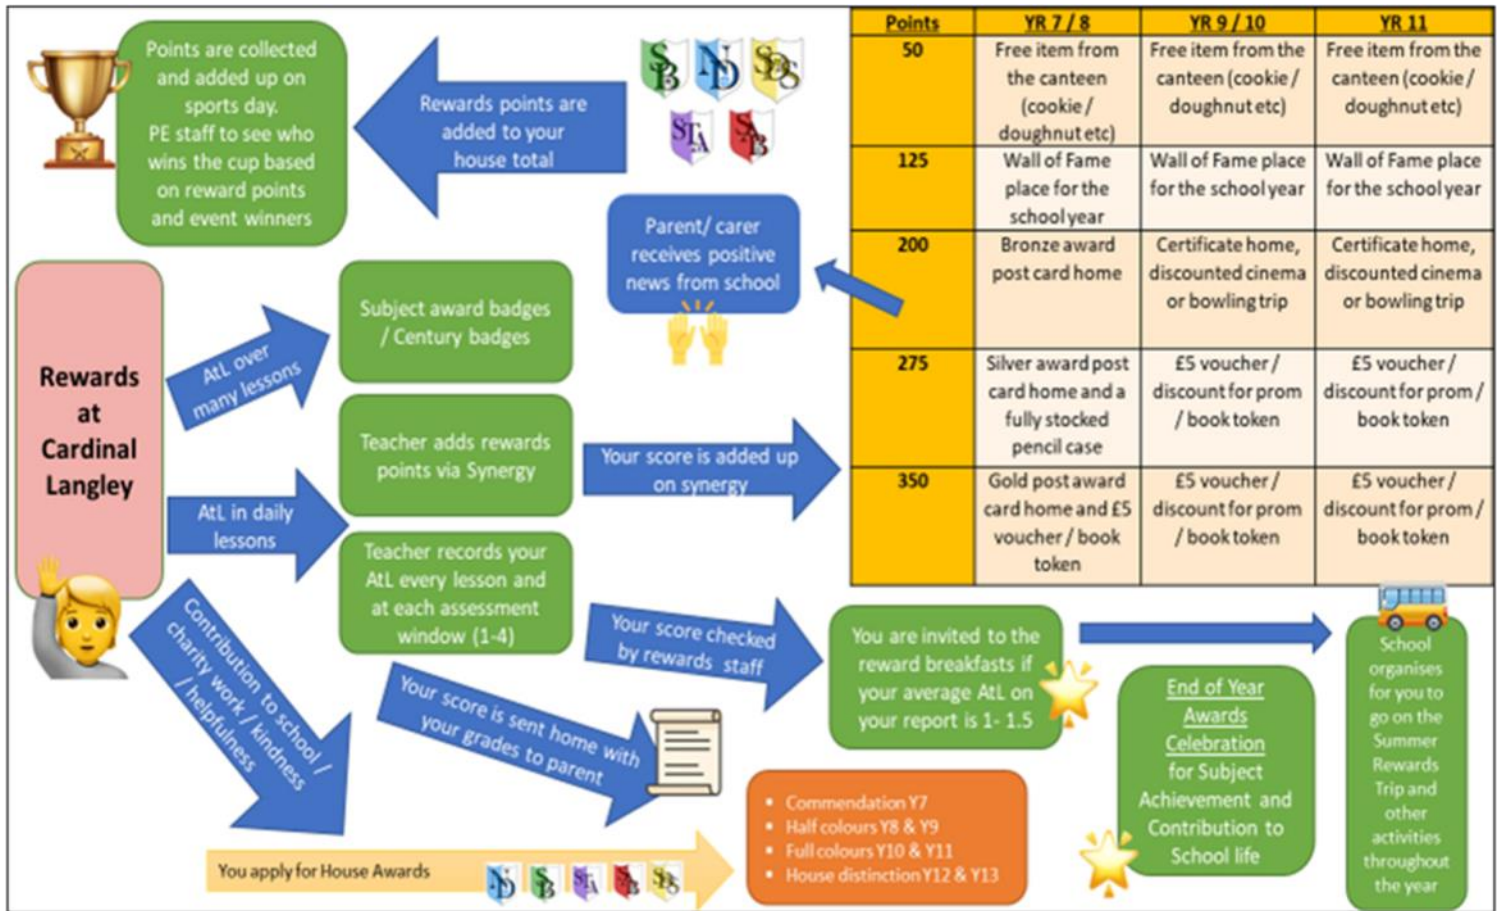 Points are collected
and added up on
sports day.
PE staff to see who
wins the cup based
on reward points
and event winners
Rewards points are
added to your
house total
SB
ND
SDS
STA
SAB
Parent/ carer
receives positive
news from school
Points
YR 7 / 8
YR 9 / 10
YR 11
50
Free item from
the canteen
(cookie /
doughnut etc)
Free item from the
canteen (cookie /
doughnut etc)
Free item from the
canteen (cookie /
doughnut etc)
125
Wall of Fame
place for the
school year
Wall of Fame place
for the school year
Wall of Fame place
for the school year
200
Bronze award
post card home
Certificate home,
discounted cinema
or bowling trip
Certificate home,
discounted cinema
or bowling trip
275
Silver award post
card home and a
fully stocked
pencil case
£5 voucher /
discount for prom
/ book token
£5 voucher /
discount for prom /
book token
350
Gold post award
card home and £5
voucher / book
token
£5 voucher /
discount for prom
/ book token
£5 voucher /
discount for prom /
book token
Rewards
at
Cardinal
Langley
AtL over
many lessons
Subject award badges
/ Century badges
AtL in daily
lessons
Teacher adds rewards
points via Synergy
Your score is added up
on synergy
Teacher records your
AtL every lesson and
at each assessment
window (1-4)
Contribution to school /
charity work / kindness
/ helpfulness
Your score is sent home with
your grades to parent
Your score checked
by rewards staff
You are invited to the
reward breakfasts if
your average AtL on
your report is 1- 1.5
School
organises
for you to
go on the
Summer
Rewards
Trip and
other
activities
throughout
the year
End of Year
Awards
Celebration
for Subject
Achievement and
Contribution to
School life
You apply for House Awards
ND
SB
STA
SAB
SDS
▪ Commendation Y7
▪ Half colours Y8 & Y9
▪ Full colours Y10 & Y11
▪ House distinction Y12 & Y13